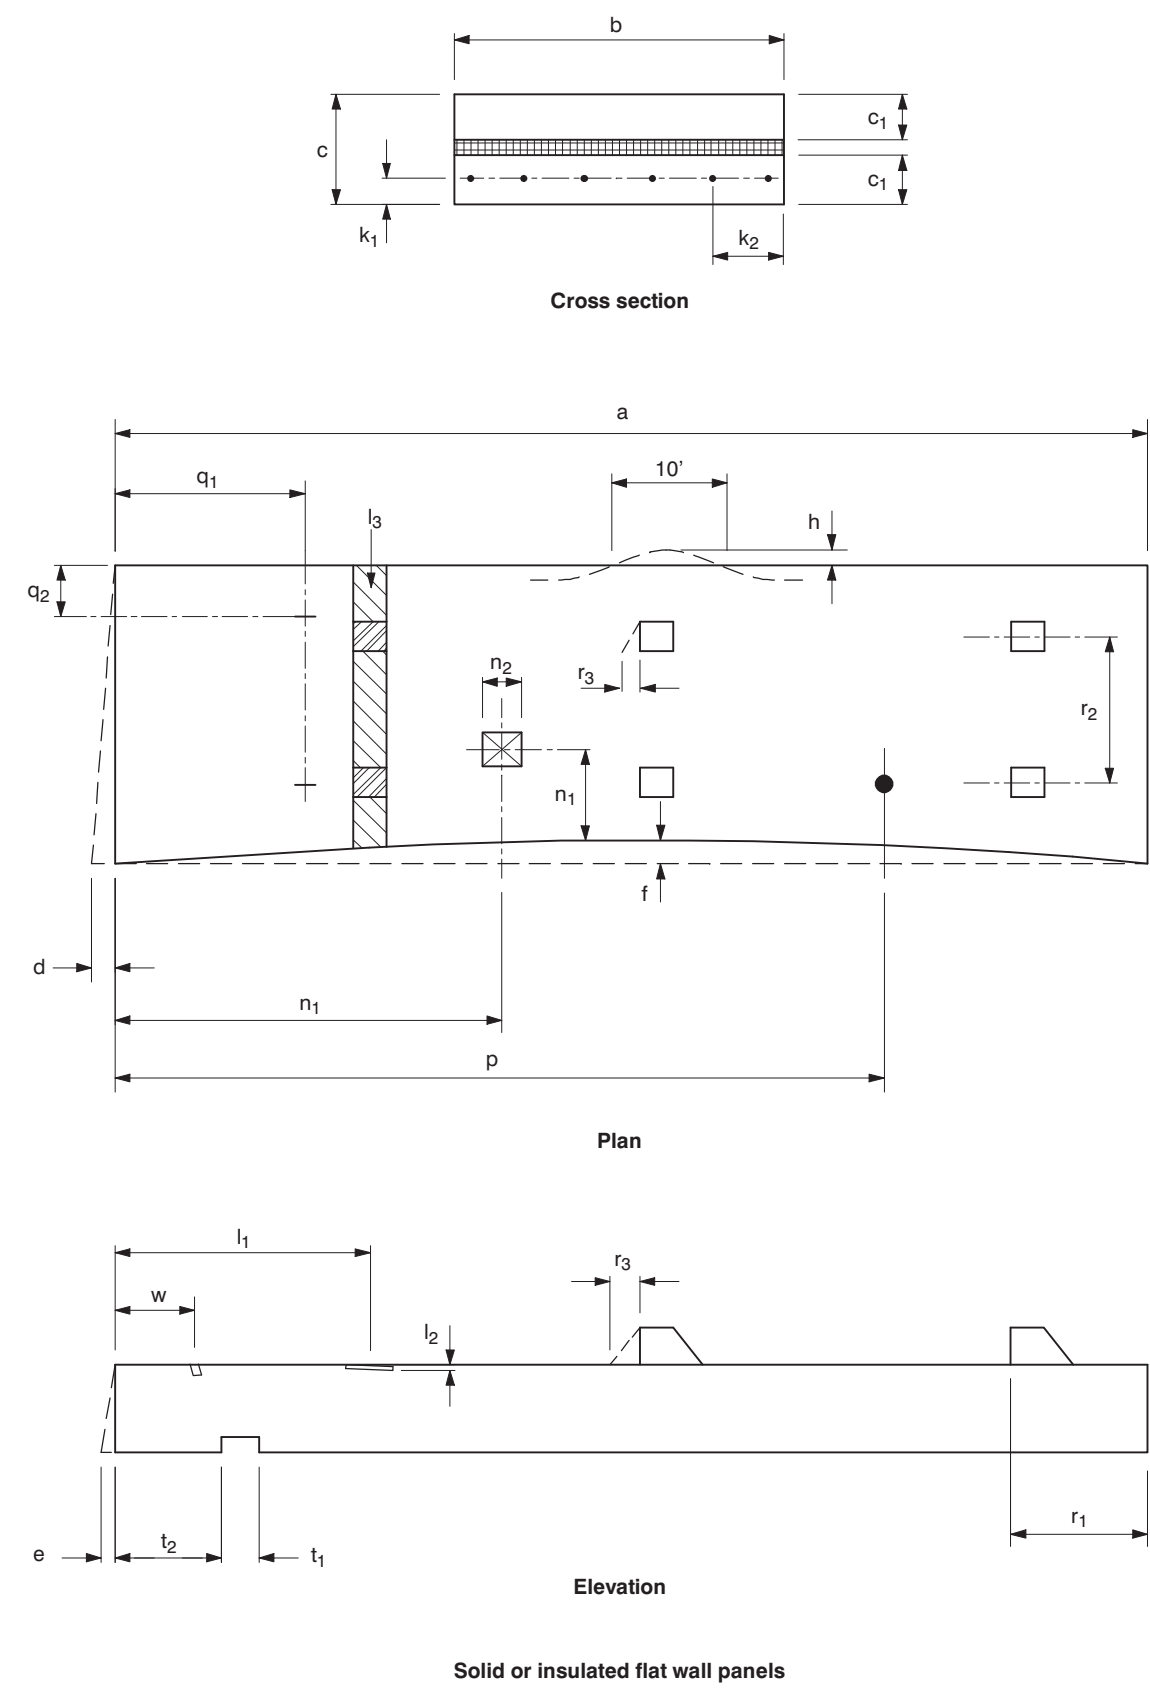 b
c
c1
c1
k1
k2
Cross section
a
q1
10’
l3
h
q2
n2
r3
r2
n1
f
d
n1
p
Plan
l1
w
r3
l2
r1
e
t2
t1
Elevation
Solid or insulated flat wall panels